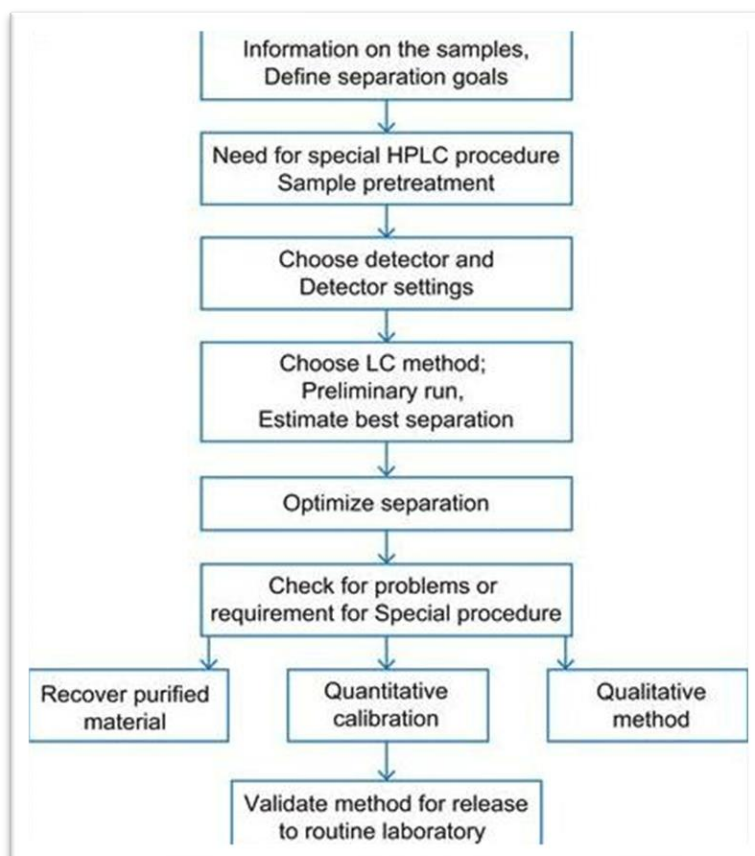 Information on the samples,
Define separation goals
Need for special HPLC procedure
Sample pretreatment
Choose detector and
Detector settings
Choose LC method;
Preliminary run,
Estimate best separation
Optimize separation
Check for problems or
requirement for Special procedure
Recover purified
material
Quantitative
calibration
Qualitative
method
Validate method for release
to routine laboratory